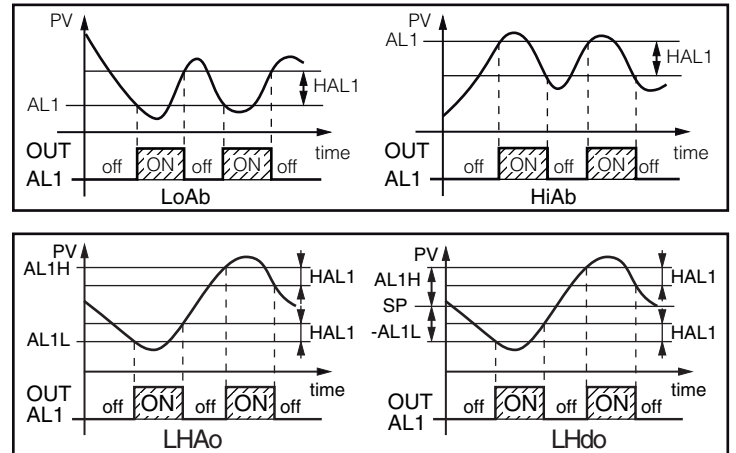 PV
AL1
HAL1
time
OUT
AL1
off ON off ON off
LoAb
PV
AL1
HAL1
time
OUT
AL1
off ON off ON off
HiAb
PV
AL1H
HAL1
HAL1
AL1L
time
OUT
AL1
off ON off ON off
LHAo
PV
AL1H
HAL1
SP
-AL1L
HAL1
time
OUT
AL1
off ON off ON off
LHdo